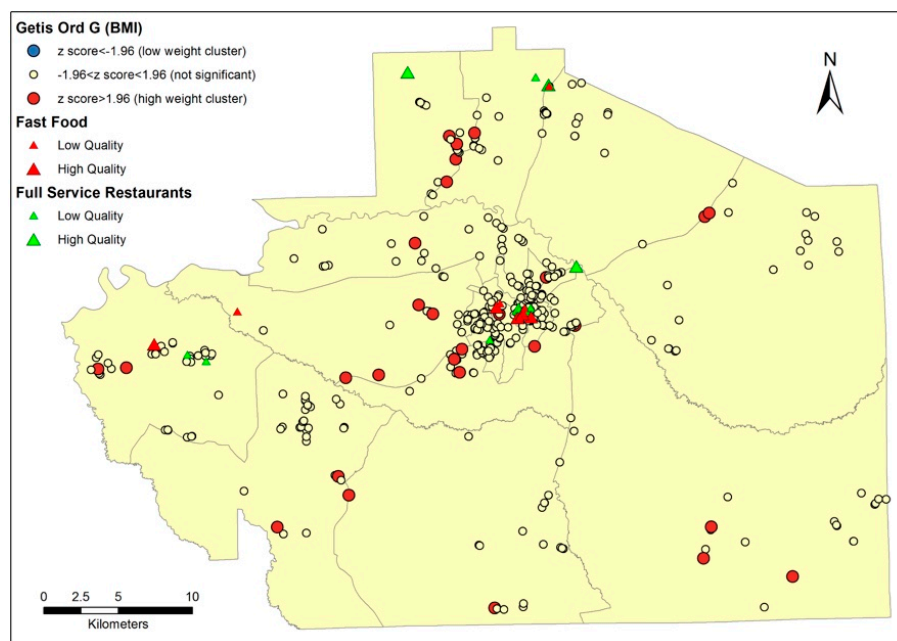 Getis Ord G (BMI)
z score<-1.96 (low weight cluster)
-1.96<z score<1.96 (not significant)
z score>1.96 (high weight cluster)
Fast Food
Low Quality
High Quality
Full Service Restaurants
Low Quality
High Quality
N
0 2.5 5 10
Kilometers